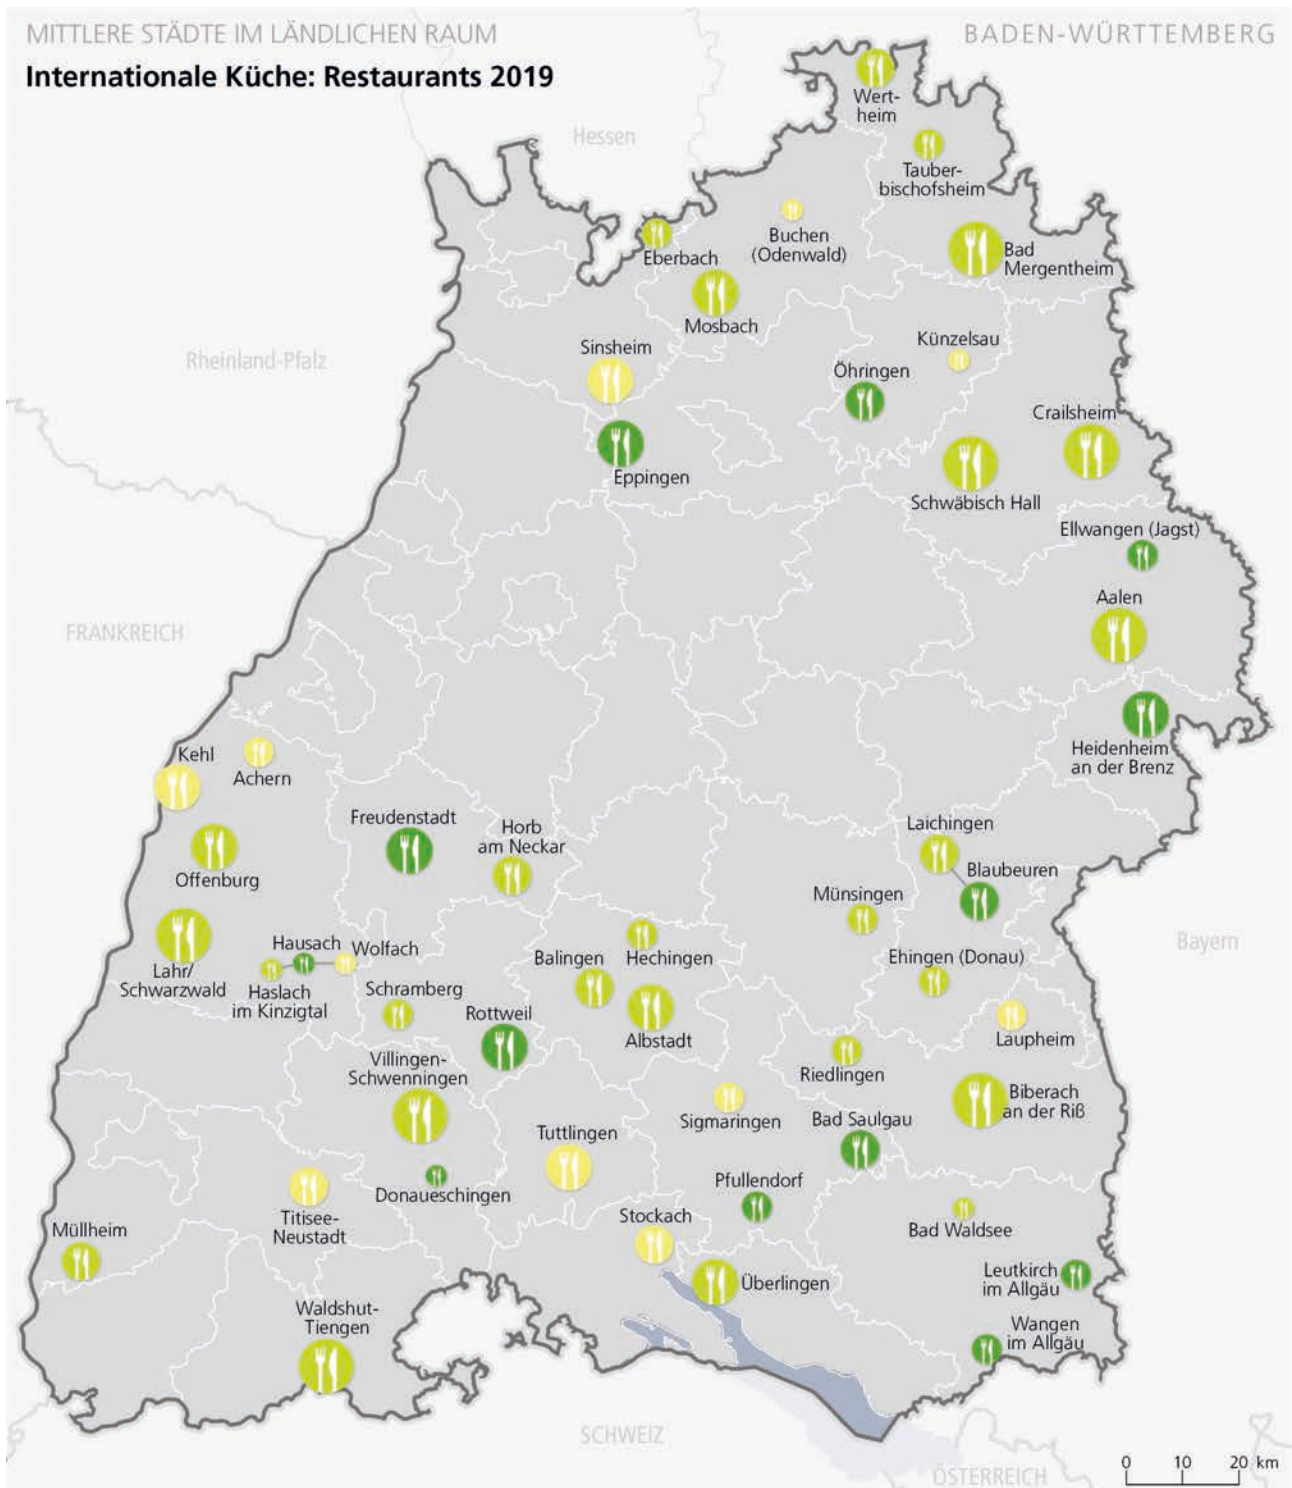 MITTLERE STÄDTE IM LÄNDLICHEN RAUM
BADEN-WÜRTTEMBERG
Internationale Küche: Restaurants 2019
Wert-
heim
Hessen
Tauber-
bischofsheim
Buchen
(Odenwald)
Eberbach
Bad
Mergentheim
Mosbach
Künzelsau
Sinsheim
Rheinland-Pfalz
Öhringen
Crailsheim
Eppingen
Schwäbisch Hall
Ellwangen (Jagst)
Aalen
FRANKREICH
Heidenheim
an der Brenz
Kehl
Achern
Freudenstadt
Horb
am Neckar
Laichingen
Blaubeuren
Offenburg
Münsingen
Bayern
Hausach
Wolfach
Hechingen
Balingen
Ehingen (Donau)
Lahr/
Schwarzwald
Haslach
im Kinzigtal
Schramberg
Rottweil
Albstadt
Laupheim
Villingen-
Schwenningen
Riedlingen
Biberach
an der Riß
Sigmaringen
Bad Saulgau
Tuttlingen
Donaueschingen
Pfullendorf
Titisee-
Neustadt
Stockach
Bad Waldsee
Müllheim
Überlingen
Leutkirch
im Allgäu
Waldshut-
Tiengen
Wangen
im Allgäu
SCHWEIZ
ÖSTERREICH
0 10 20 km